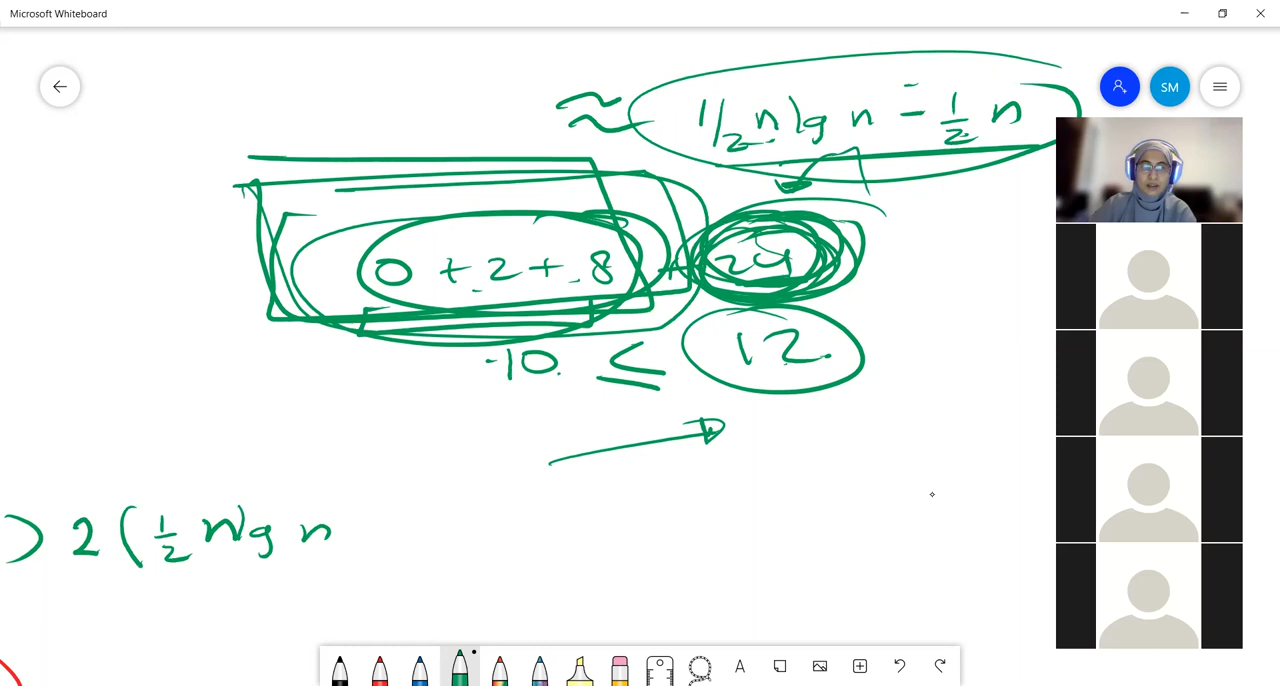 Microsoft Whiteboard
≈ 1/2 n lg n - 1/2 n
SM
0 + 2 + 8 + 24
10 ≤ 12
) 2 ( 1/2 n lg n
A